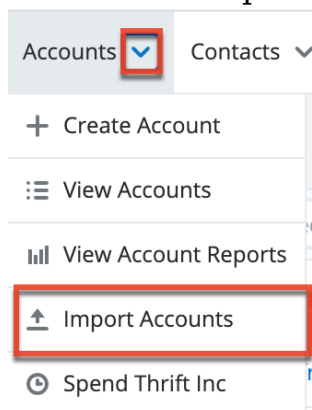 Accounts
Contacts
Create Account
View Accounts
View Account Reports
Import Accounts
Spend Thrift Inc